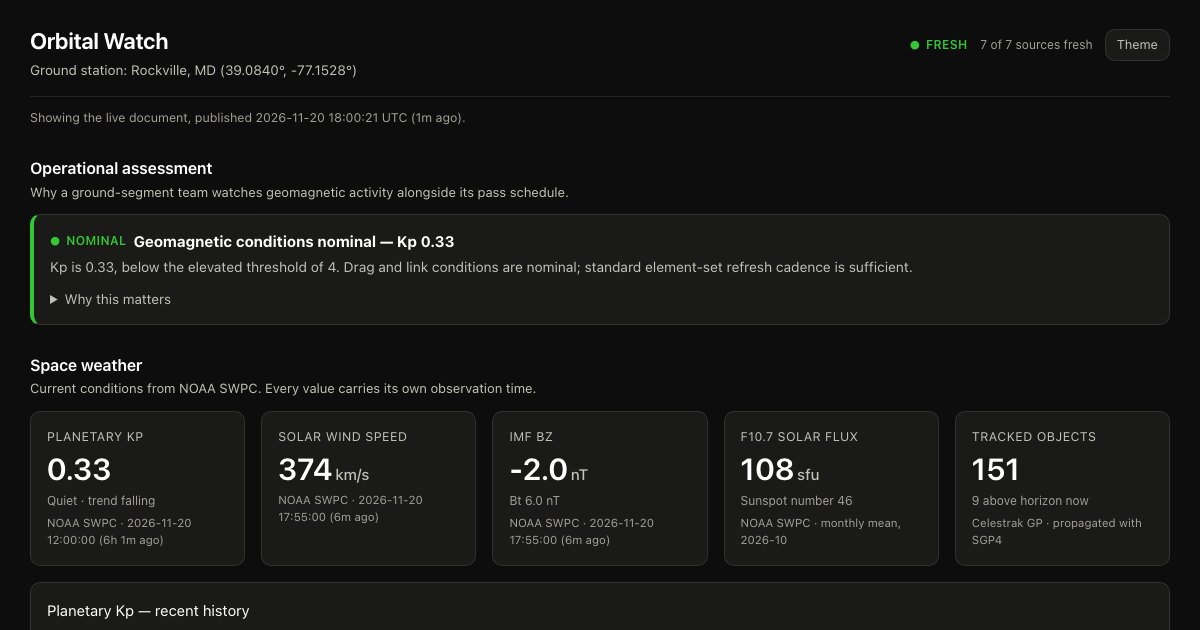 Orbital Watch
FRESH 7 of 7 sources fresh Theme
Ground station: Rockville, MD (39.0840°, -77.1528°)
Showing the live document, published 2026-11-20 18:00:21 UTC (1m ago).
Operational assessment
Why a ground-segment team watches geomagnetic activity alongside its pass schedule.
NOMINAL Geomagnetic conditions nominal — Kp 0.33
Kp is 0.33, below the elevated threshold of 4. Drag and link conditions are nominal; standard element-set refresh cadence is sufficient.
Why this matters
Space weather
Current conditions from NOAA SWPC. Every value carries its own observation time.
PLANETARY KP
0.33
Quiet · trend falling
NOAA SWPC · 2026-11-20
12:00:00 (6h 1m ago)
SOLAR WIND SPEED
374 km/s
NOAA SWPC · 2026-11-20
17:55:00 (6m ago)
IMF BZ
-2.0 nT
Bt 6.0 nT
NOAA SWPC · 2026-11-20
17:55:00 (6m ago)
F10.7 SOLAR FLUX
108 sfu
Sunspot number 46
NOAA SWPC · monthly mean,
2026-10
TRACKED OBJECTS
151
9 above horizon now
Celestrak GP · propagated with
SGP4
Planetary Kp — recent history